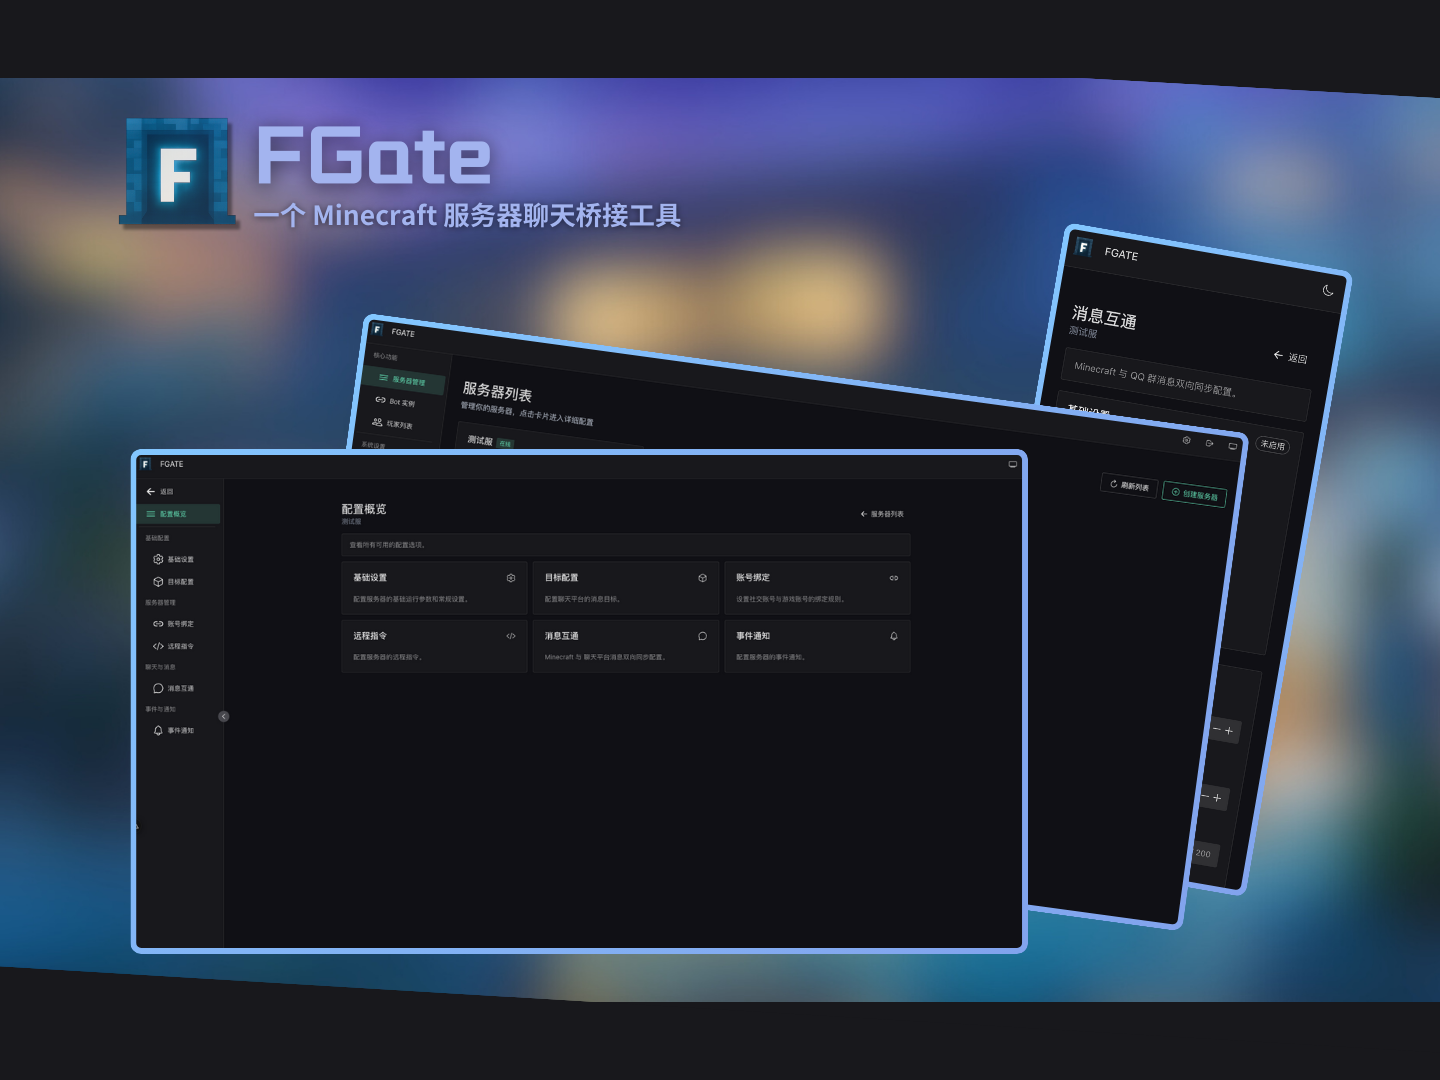 F
FGate
一个 Minecraft 服务器聊天桥接工具
F
FGATE
消息互通
测试服
返回
Minecraft 与 QQ 群消息双向同步配置。
基础设置
未启用
200
F
FGATE
核心功能
服务器管理
Bot 实例
玩家列表
系统设置
服务器列表
管理你的服务器，点击卡片进入详细配置
测试服 在线
刷新列表
创建服务器
F
FGATE
返回
配置概览
基础配置
基础设置
目标配置
服务器管理
账号绑定
远程指令
聊天与消息
消息互通
事件与通知
事件通知
配置概览
测试服
服务器列表
查看所有可用的配置选项。
基础设置
配置服务器的基础运行参数和常规设置。
目标配置
配置聊天平台的消息目标。
账号绑定
设置社交账号与游戏账号的绑定规则。
远程指令
配置服务器的远程指令。
消息互通
Minecraft 与 聊天平台消息双向同步配置。
事件通知
配置服务器的事件通知。